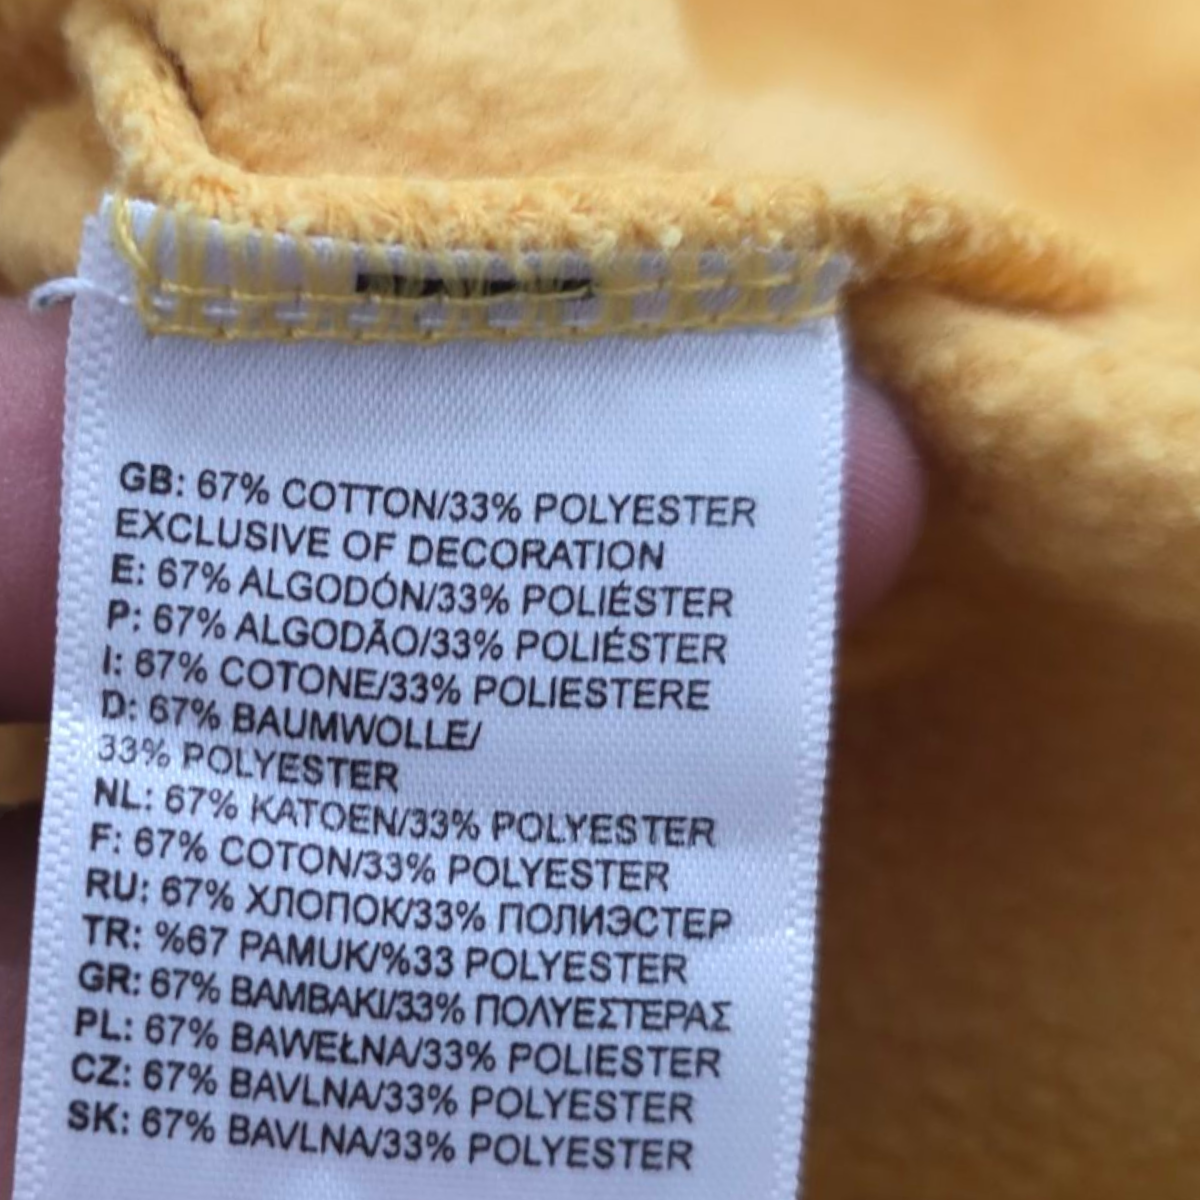 GB: 67% COTTON/33% POLYESTER
EXCLUSIVE OF DECORATION
E: 67% ALGODÓN/33% POLIÉSTER
P: 67% ALGODÃO/33% POLIÉSTER
I: 67% COTONE/33% POLIESTERE
D: 67% BAUMWOLLE/
33% POLYESTER
NL: 67% KATOEN/33% POLYESTER
F: 67% COTON/33% POLYESTER
RU: 67% ХЛОПОК/33% ПОЛИЭСТЕР
TR: %67 PAMUK/%33 POLYESTER
GR: 67% ΒΑΜΒΑΚΙ/33% ΠΟΛΥΕΣΤΕΡΑΣ
PL: 67% BAWEŁNA/33% POLIESTER
CZ: 67% BAVLNA/33% POLYESTER
SK: 67% BAVLNA/33% POLYESTER